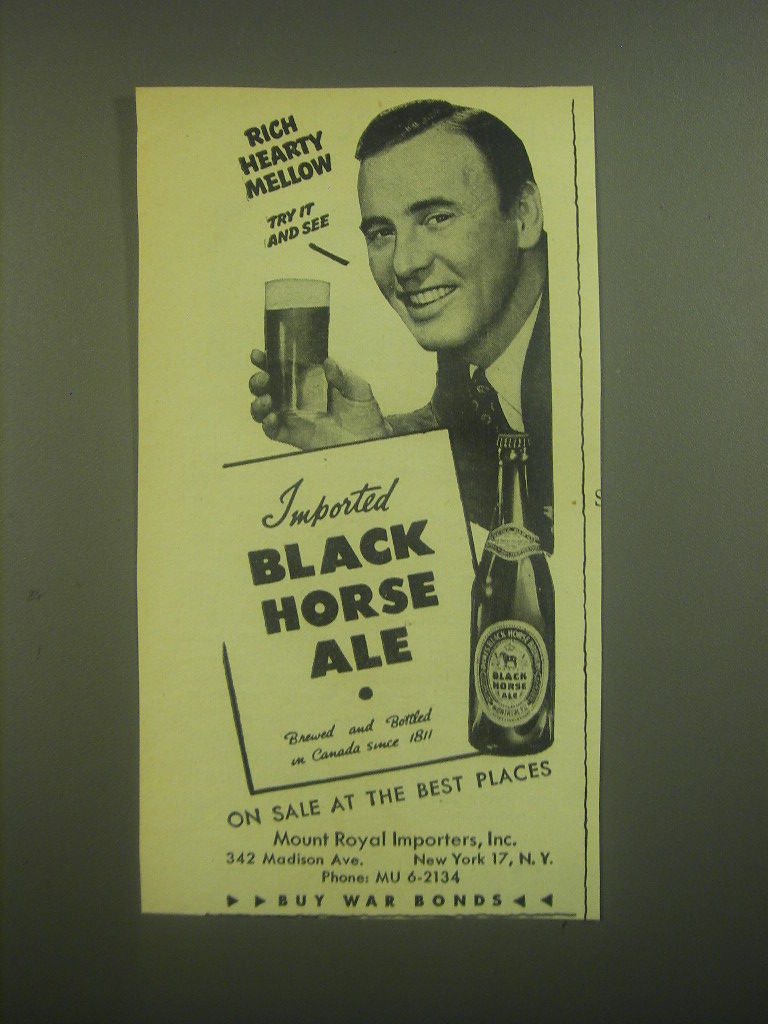 RICH
HEARTY
MELLOW
TRY IT
AND SEE
Imported
BLACK
HORSE
ALE
Brewed and Bottled
in Canada since 1811
BLACK HORSE
BLACK
HORSE
ALE
ON SALE AT THE BEST PLACES
Mount Royal Importers, Inc.
342 Madison Ave. New York 17, N. Y.
Phone: MU 6-2134
►►BUY WAR BONDS◄◄
S